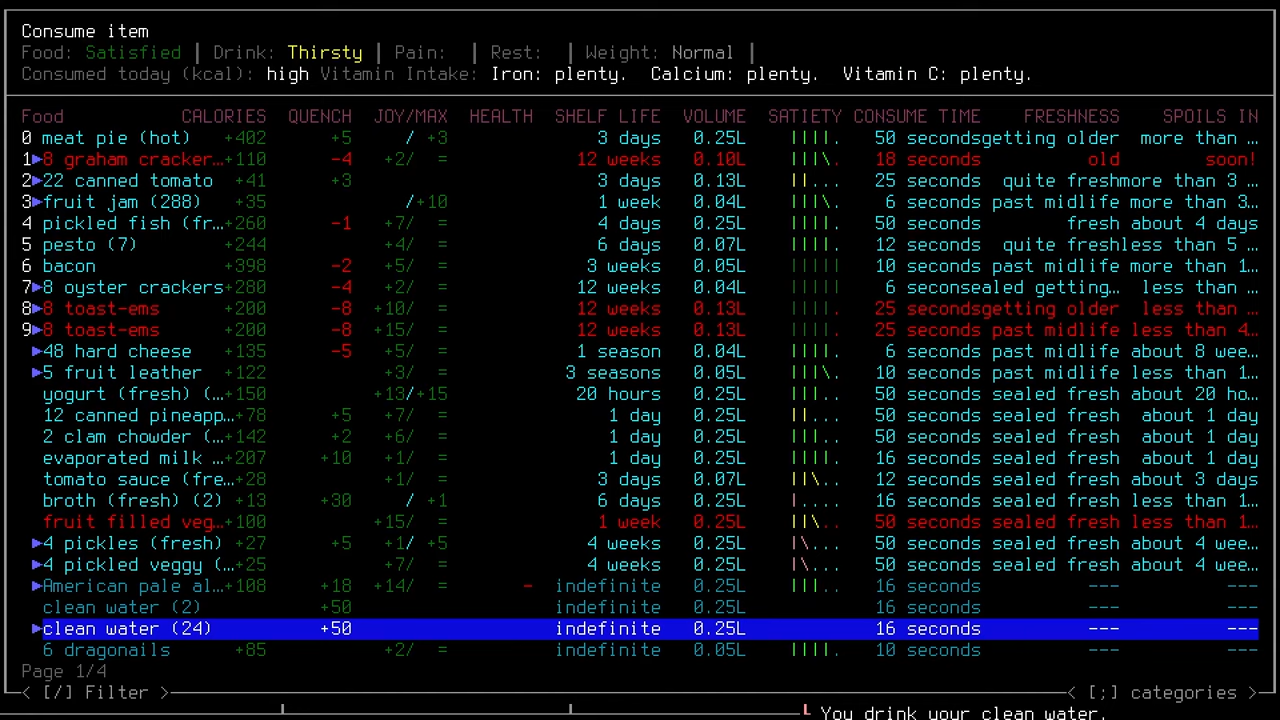 Consume item
Food: Satisfied | Drink: Thirsty | Pain: | Rest: | Weight: Normal |
Consumed today (kcal): high Vitamin Intake: Iron: plenty. Calcium: plenty. Vitamin C: plenty.
Food CALORIES QUENCH JOY/MAX HEALTH SHELF LIFE VOLUME SATIETY CONSUME TIME FRESHNESS SPOILS IN
0 meat pie (hot) +402 +5 / +3 3 days 0.25L ||||. 50 seconds getting older more than …
1▶8 graham cracker…+110 -4 +2/ = 12 weeks 0.10L |||\. 18 seconds old soon!
2▶22 canned tomato +41 +3 3 days 0.13L ||... 25 seconds quite fresh more than 3 …
3▶fruit jam (288) +35 /+10 1 week 0.04L |||\. 6 seconds past midlife more than 3…
4 pickled fish (fr…+260 -1 +7/ = 4 days 0.25L ||||. 50 seconds fresh about 4 days
5 pesto (7) +244 +4/ = 6 days 0.07L ||||. 12 seconds quite fresh less than 5 …
6 bacon +398 -2 +5/ = 3 weeks 0.05L ||||| 10 seconds past midlife more than 1…
7▶8 oyster crackers+280 -4 +2/ = 12 weeks 0.04L ||||| 6 seconsealed getting… less than …
8▶8 toast-ems +200 -8 +10/ = 12 weeks 0.13L ||||. 25 seconds getting older less than …
9▶8 toast-ems +200 -8 +15/ = 12 weeks 0.13L ||||. 25 seconds past midlife less than 4…
▶48 hard cheese +135 -5 +5/ = 1 season 0.04L ||||. 6 seconds past midlife about 8 wee…
▶5 fruit leather +122 +3/ = 3 seasons 0.05L |||\. 10 seconds past midlife less than 1…
yogurt (fresh) (…+150 +13/+15 20 hours 0.25L ||||. 50 seconds sealed fresh about 20 ho…
12 canned pineapp…+78 +5 +7/ = 1 day 0.25L ||... 50 seconds sealed fresh about 1 day
2 clam chowder (…+142 +2 +6/ = 1 day 0.25L ||||. 50 seconds sealed fresh about 1 day
evaporated milk …+207 +10 +1/ = 1 day 0.25L ||||. 16 seconds sealed fresh about 1 day
tomato sauce (fre…+28 +1/ = 3 days 0.07L ||\.. 12 seconds sealed fresh about 3 days
broth (fresh) (2) +13 +30 / +1 6 days 0.25L |.... 16 seconds sealed fresh less than 1…
fruit filled veg…+100 +15/ = 1 week 0.25L ||\.. 50 seconds sealed fresh less than 1…
▶4 pickles (fresh) +27 +5 +1/ +5 4 weeks 0.25L |\... 50 seconds sealed fresh about 4 wee…
▶4 pickled veggy (…+25 +7/ = 4 weeks 0.25L |\... 50 seconds sealed fresh about 4 wee…
▶American pale al…+108 +18 +14/ = - indefinite 0.25L |||.. 16 seconds --- ---
clean water (2) +50 indefinite 0.25L 16 seconds --- ---
▶clean water (24) +50 indefinite 0.25L 16 seconds --- ---
6 dragonails +85 +2/ = indefinite 0.05L ||||. 10 seconds --- ---
Page 1/4
< [/] Filter > < [;] categories >
You drink your clean water.